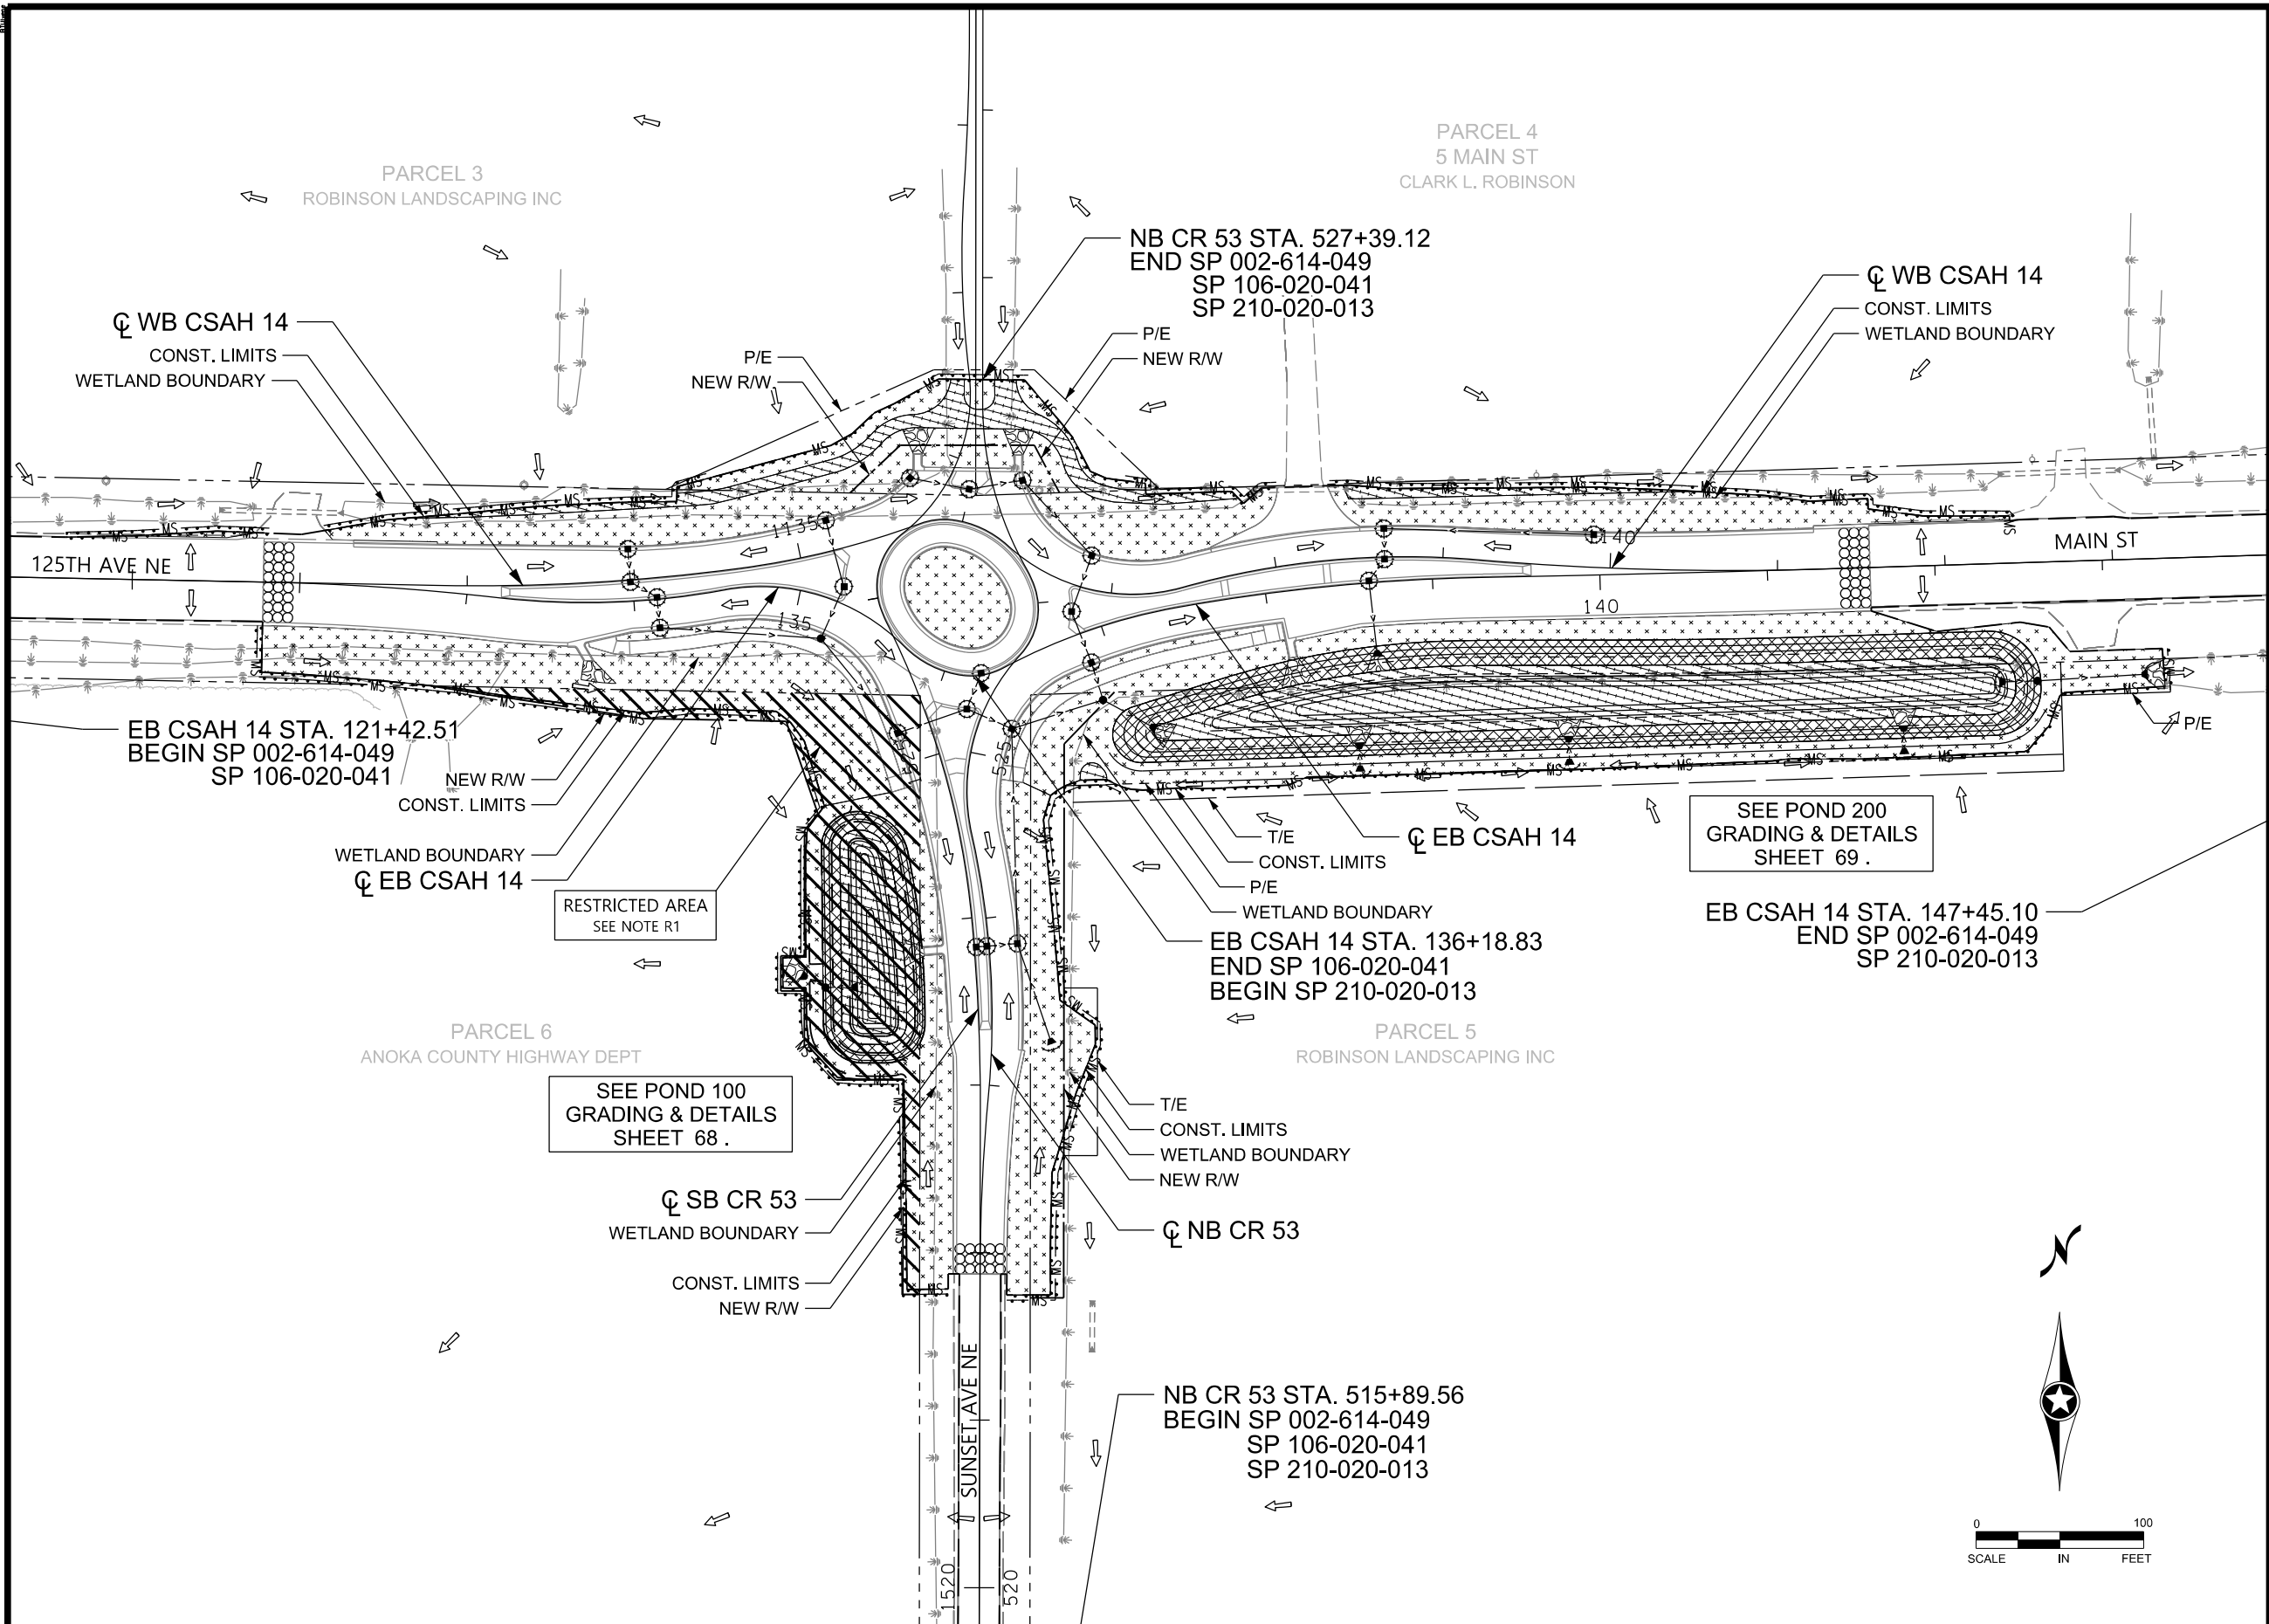 PARCEL 3
ROBINSON LANDSCAPING INC
PARCEL 4
5 MAIN ST
CLARK L. ROBINSON
NB CR 53 STA. 527+39.12
END SP 002-614-049
SP 106-020-041
SP 210-020-013
℄ WB CSAH 14
CONST. LIMITS
WETLAND BOUNDARY
℄ WB CSAH 14
CONST. LIMITS
WETLAND BOUNDARY
P/E
NEW R/W
P/E
NEW R/W
1135
1140
125TH AVE NE
MAIN ST
135
140
EB CSAH 14 STA. 121+42.51
BEGIN SP 002-614-049
SP 106-020-041
NEW R/W
CONST. LIMITS
WETLAND BOUNDARY
℄ EB CSAH 14
RESTRICTED AREA
SEE NOTE R1
525
P/E
T/E
CONST. LIMITS
P/E
WETLAND BOUNDARY
℄ EB CSAH 14
SEE POND 200
GRADING & DETAILS
SHEET 69 .
EB CSAH 14 STA. 136+18.83
END SP 106-020-041
BEGIN SP 210-020-013
EB CSAH 14 STA. 147+45.10
END SP 002-614-049
SP 210-020-013
PARCEL 6
ANOKA COUNTY HIGHWAY DEPT
PARCEL 5
ROBINSON LANDSCAPING INC
SEE POND 100
GRADING & DETAILS
SHEET 68 .
T/E
CONST. LIMITS
WETLAND BOUNDARY
NEW R/W
℄ SB CR 53
WETLAND BOUNDARY
CONST. LIMITS
NEW R/W
℄ NB CR 53
SUNSET AVE NE
NB CR 53 STA. 515+89.56
BEGIN SP 002-614-049
SP 106-020-041
SP 210-020-013
1520
520
N
0 100
SCALE IN FEET